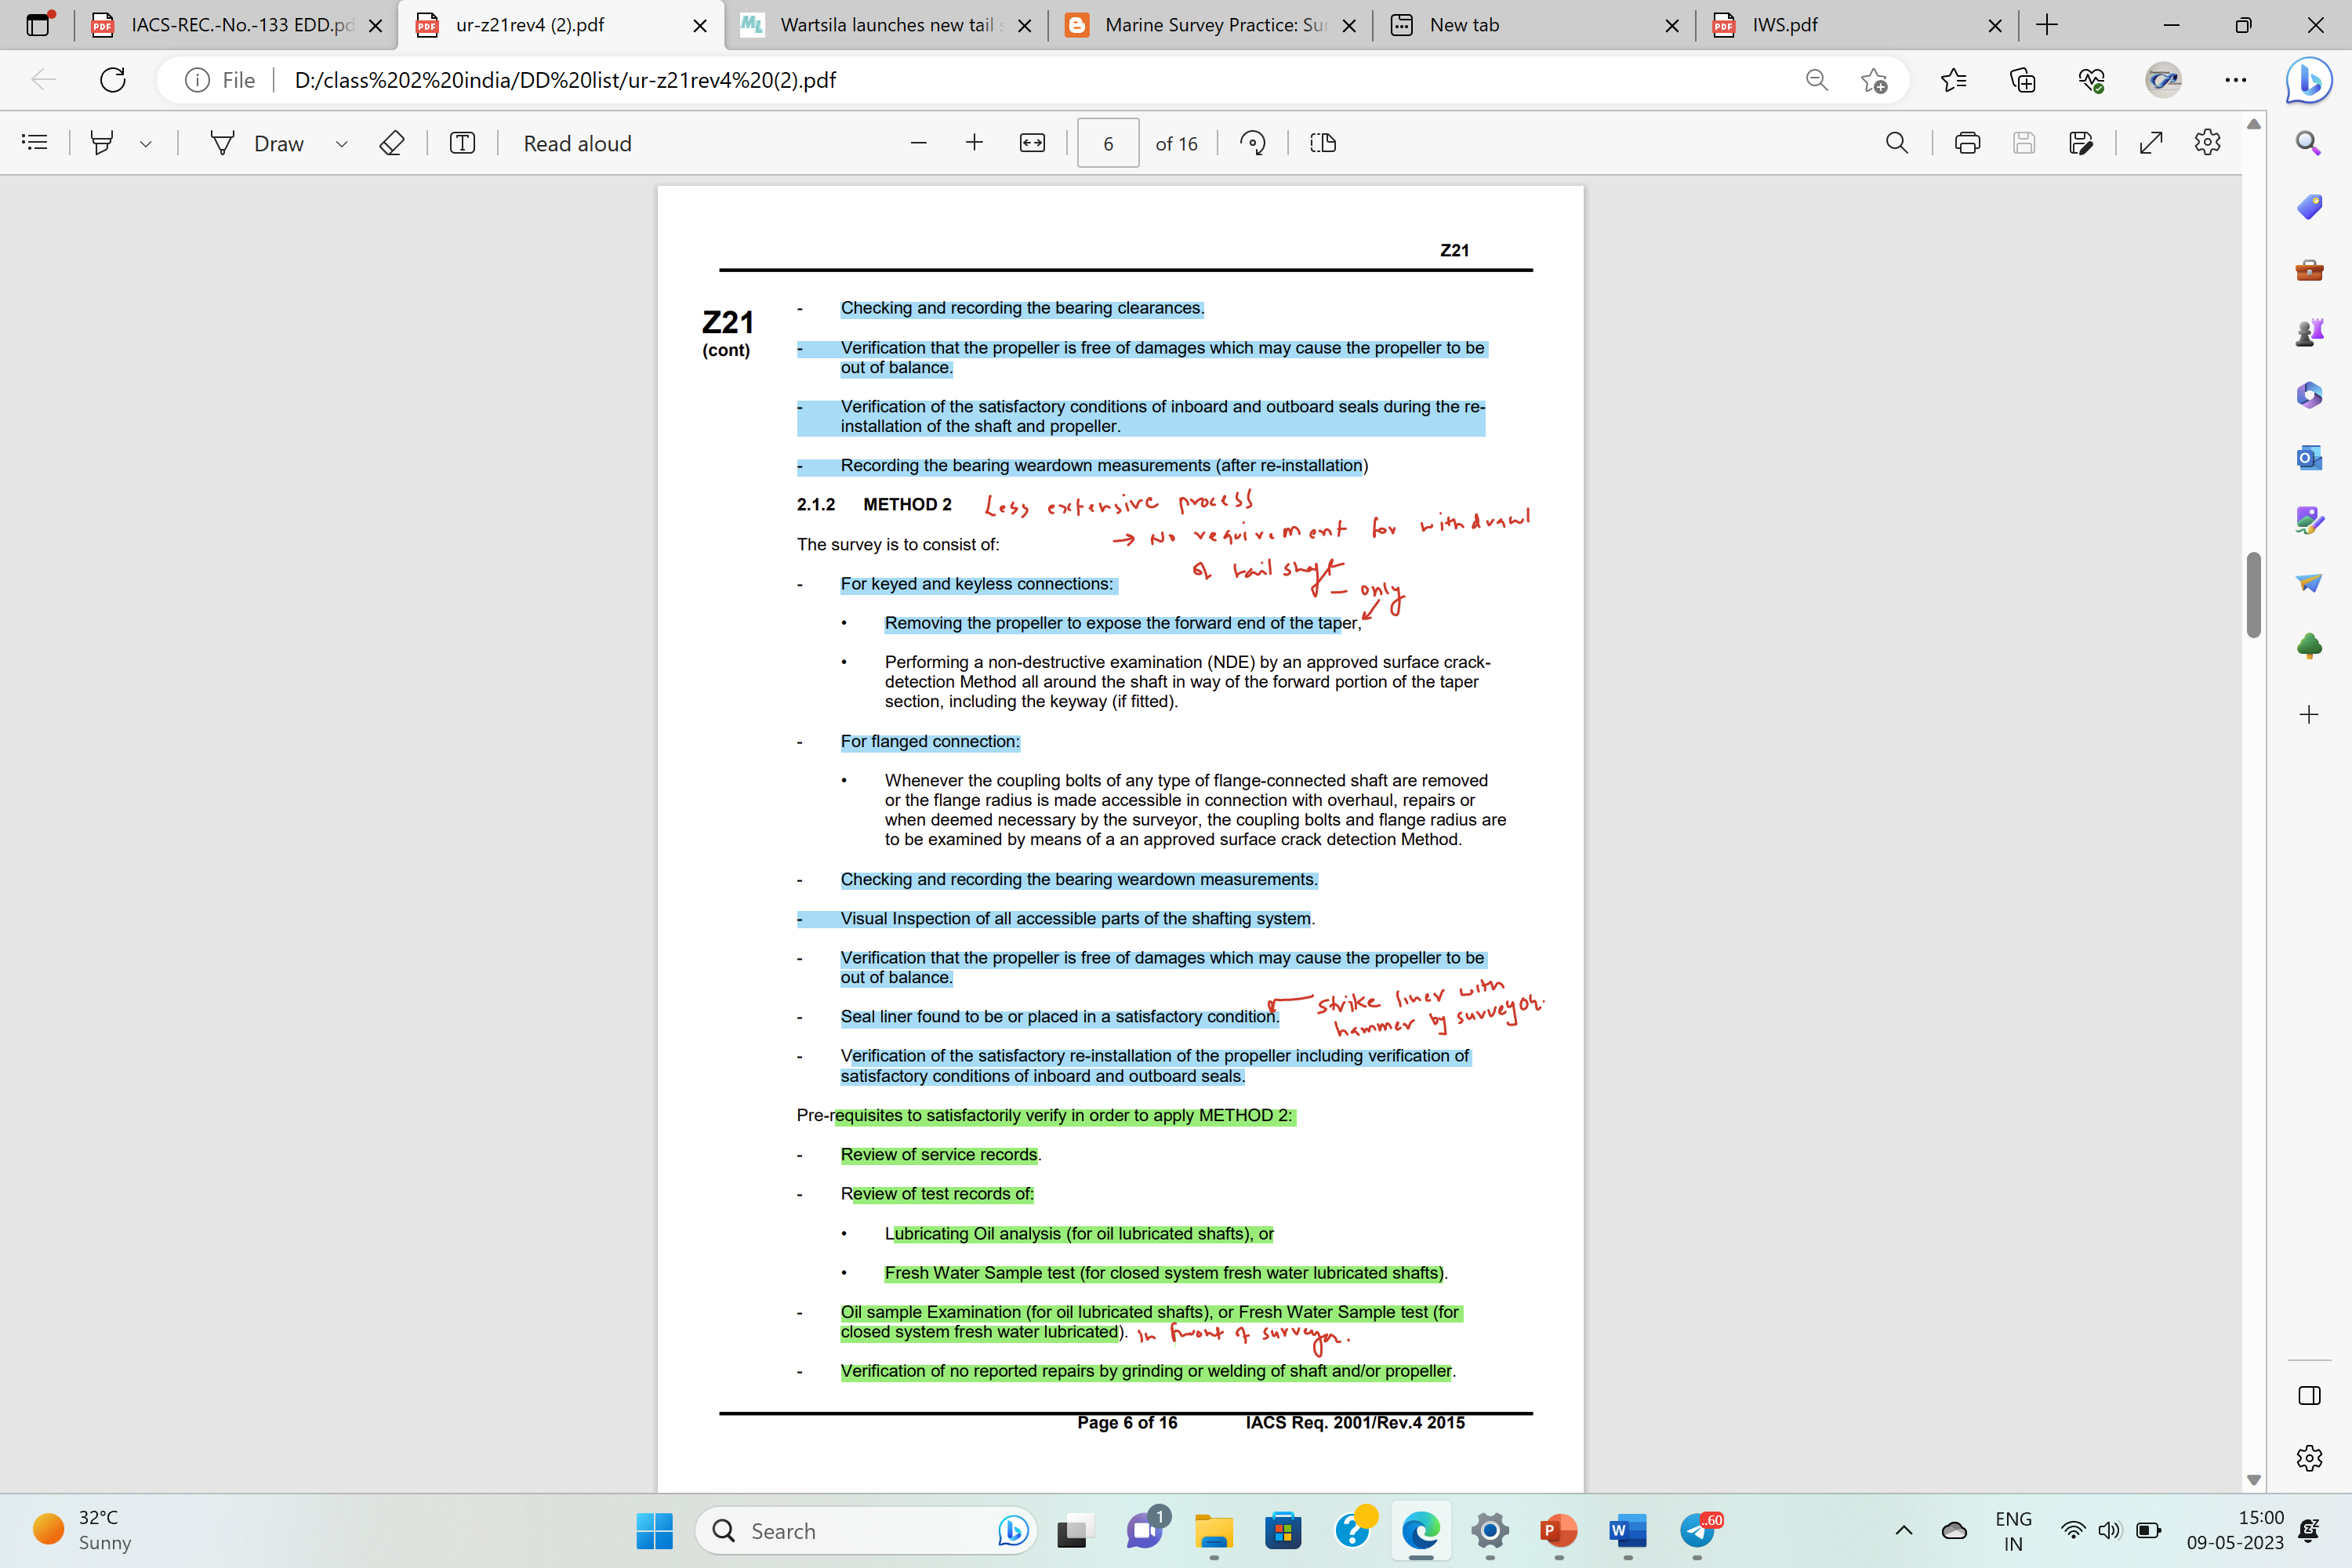 IACS-REC.-No.-133 EDD.pd
ur-z21rev4 (2).pdf
Wartsila launches new tail s
Marine Survey Practice: Sur
New tab
IWS.pdf
File
D:/class%202%20india/DD%20list/ur-z21rev4%20(2).pdf
Draw
Read aloud
6 of 16
Z21
Z21
(cont)
- Checking and recording the bearing clearances.
- Verification that the propeller is free of damages which may cause the propeller to be
out of balance.
- Verification of the satisfactory conditions of inboard and outboard seals during the re-
installation of the shaft and propeller.
- Recording the bearing weardown measurements (after re-installation)
2.1.2 METHOD 2 Less extensive process
→ No requirement for withdrawl
The survey is to consist of:
of tail shaft
- For keyed and keyless connections:
– only
• Removing the propeller to expose the forward end of the taper,
• Performing a non-destructive examination (NDE) by an approved surface crack-
detection Method all around the shaft in way of the forward portion of the taper
section, including the keyway (if fitted).
- For flanged connection:
• Whenever the coupling bolts of any type of flange-connected shaft are removed
or the flange radius is made accessible in connection with overhaul, repairs or
when deemed necessary by the surveyor, the coupling bolts and flange radius are
to be examined by means of a an approved surface crack detection Method.
- Checking and recording the bearing weardown measurements.
- Visual Inspection of all accessible parts of the shafting system.
- Verification that the propeller is free of damages which may cause the propeller to be
out of balance.
- Seal liner found to be or placed in a satisfactory condition.
strike liner with
hammer by surveyor.
- Verification of the satisfactory re-installation of the propeller including verification of
satisfactory conditions of inboard and outboard seals.
Pre-requisites to satisfactorily verify in order to apply METHOD 2:
- Review of service records.
- Review of test records of:
• Lubricating Oil analysis (for oil lubricated shafts), or
• Fresh Water Sample test (for closed system fresh water lubricated shafts).
- Oil sample Examination (for oil lubricated shafts), or Fresh Water Sample test (for
closed system fresh water lubricated). In front of surveyor.
- Verification of no reported repairs by grinding or welding of shaft and/or propeller.
Page 6 of 16 IACS Req. 2001/Rev.4 2015
32°C
Sunny
Search
1
..60
ENG
IN
15:00
09-05-2023